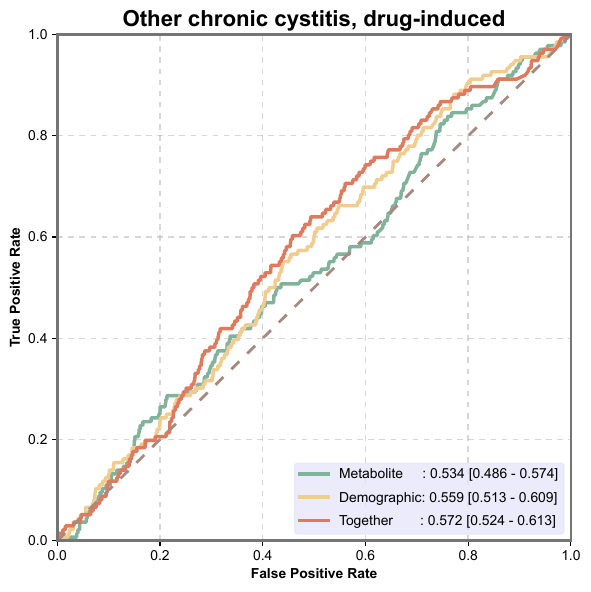 Other chronic cystitis, drug-induced
1.0
0.8
0.6
0.4
0.2
0.0
True Positive Rate
Metabolite : 0.534 [0.486 - 0.574]
Demographic: 0.559 [0.513 - 0.609]
Together : 0.572 [0.524 - 0.613]
0.0 0.2 0.4 0.6 0.8 1.0
False Positive Rate